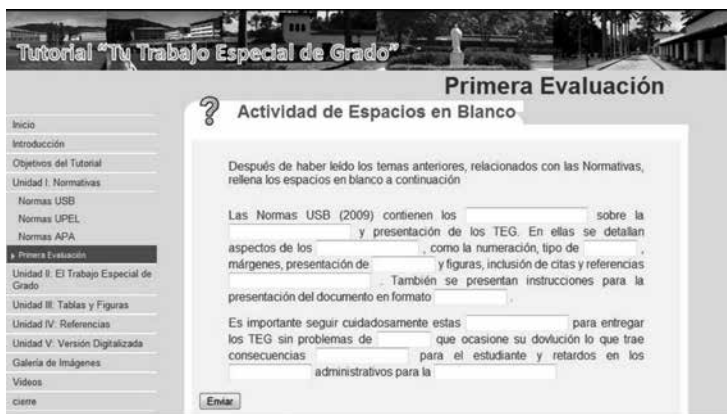 Tutorial "Tu Trabajo Especial de Grado"
Primera Evaluación
?
Actividad de Espacios en Blanco
Inicio
Introducción
Objetivos del Tutorial
Unidad I: Normativas
Normas USB
Normas UPEL
Normas APA
Primera Evaluación
Unidad II: El Trabajo Especial de
Grado
Unidad III: Tablas y Figuras
Unidad IV: Referencias
Unidad V: Versión Digitalizada
Galería de Imágenes
Videos
cierre
Después de haber leído los temas anteriores, relacionados con las Normativas,
rellena los espacios en blanco a continuación
Las Normas USB (2009) contienen los sobre la
y presentación de los TEG. En ellas se detallan
aspectos de los , como la numeración, tipo de ,
márgenes, presentación de y figuras, inclusión de citas y referencias
. También se presentan instrucciones para la
presentación del documento en formato .
Es importante seguir cuidadosamente estas para entregar
los TEG sin problemas de que ocasione su dovlución lo que trae
consecuencias para el estudiante y retardos en los
administrativos para la
Enviar